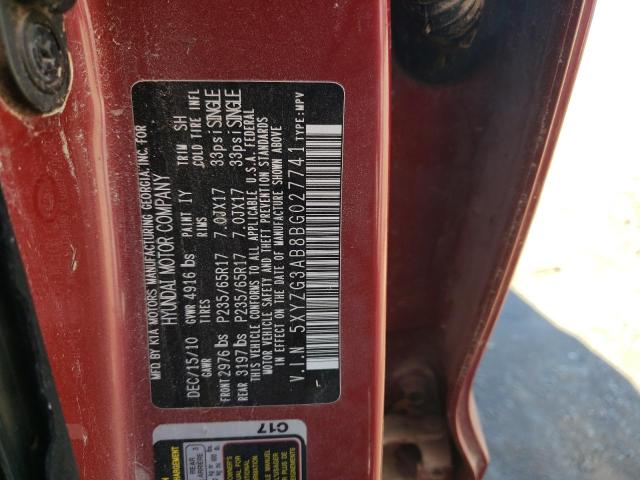 MFD BY KIA MOTORS MANUFACTURING GEORGIA, INC. FOR
HYUNDAI MOTOR COMPANY
DEC/15/10 PAINT IY TRIM SH
GVWR 4916 lbs
GAWR TIRES RIMS COLD TIRE INFL
FRONT 2976 lbs P235/65R17 7.0JX17 33psi SINGLE
REAR 3197 lbs P235/65R17 7.0JX17 33psi SINGLE
THIS VEHICLE CONFORMS TO ALL APPLICABLE U.S.A. FEDERAL
MOTOR VEHICLE SAFETY AND THEFT PREVENTION STANDARDS
IN EFFECT ON THE DATE OF MANUFACTURE SHOWN ABOVE
V.I.N. 5XYZG3AB8BG027741 TYPE: MPV
C17
REAR
ARRIERE 3